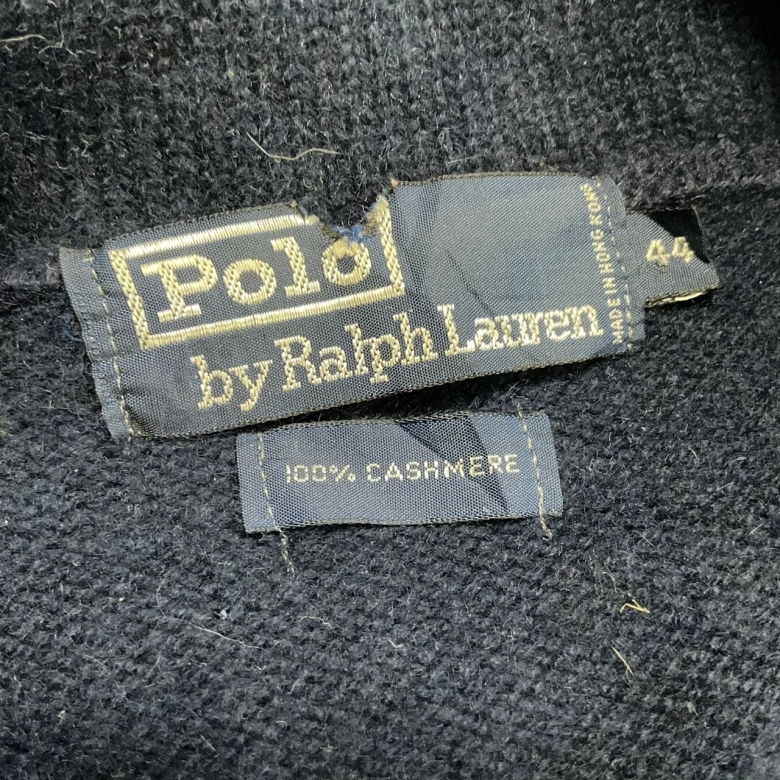 Polo
by Ralph Lauren
MADE IN HONG KONG
44
100% CASHMERE